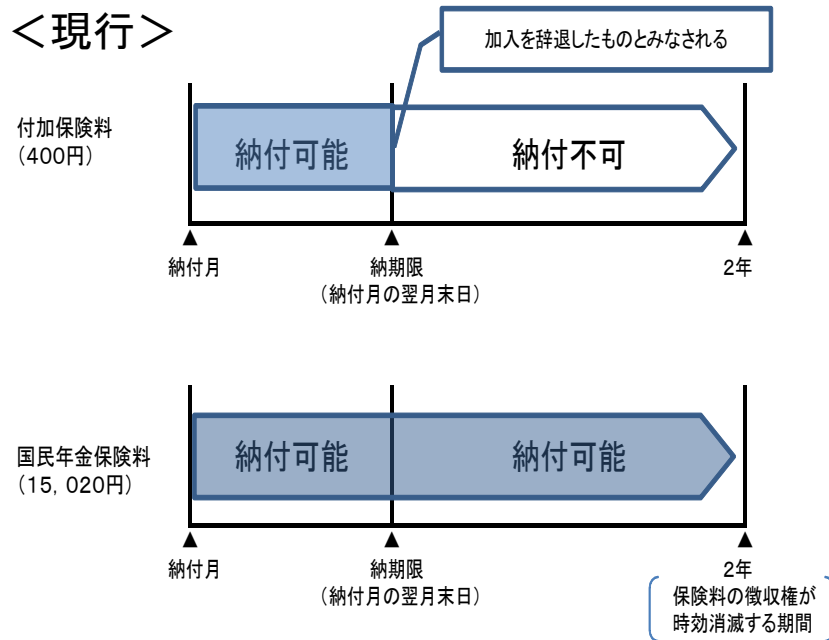 <現行>
加入を辞退したものとみなされる
付加保険料
(400円)
納付可能
納付不可
▲
▲
▲
納付月
納期限
2年
(納付月の翌月末日)
国民年金保険料
(15,020円)
納付可能
納付可能
▲
▲
▲
納付月
納期限
2年
(納付月の翌月末日)
保険料の徴収権が
時効消滅する期間